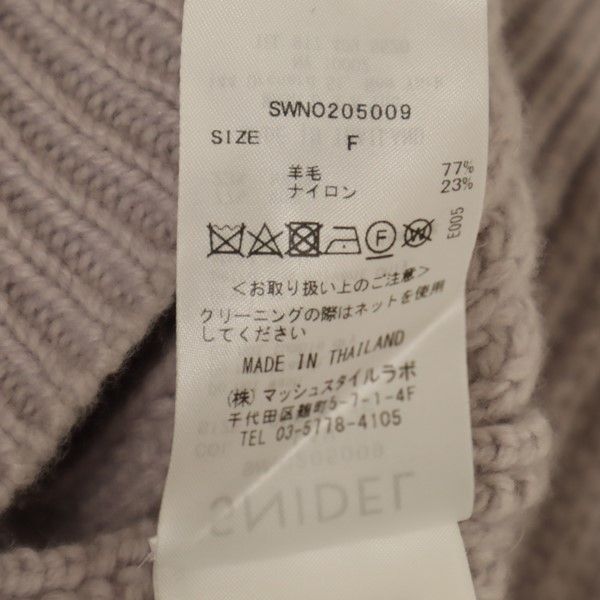 SWNO205009
SIZE F
羊毛 77%
ナイロン 23%
F W
E005
<お取り扱い上のご注意>
クリーニングの際はネットを使用
してください
MADE IN THAILAND
(株) マッシュスタイルラボ
千代田区麹町5-7-1-4F
TEL 03-5778-4105
SNIDEL